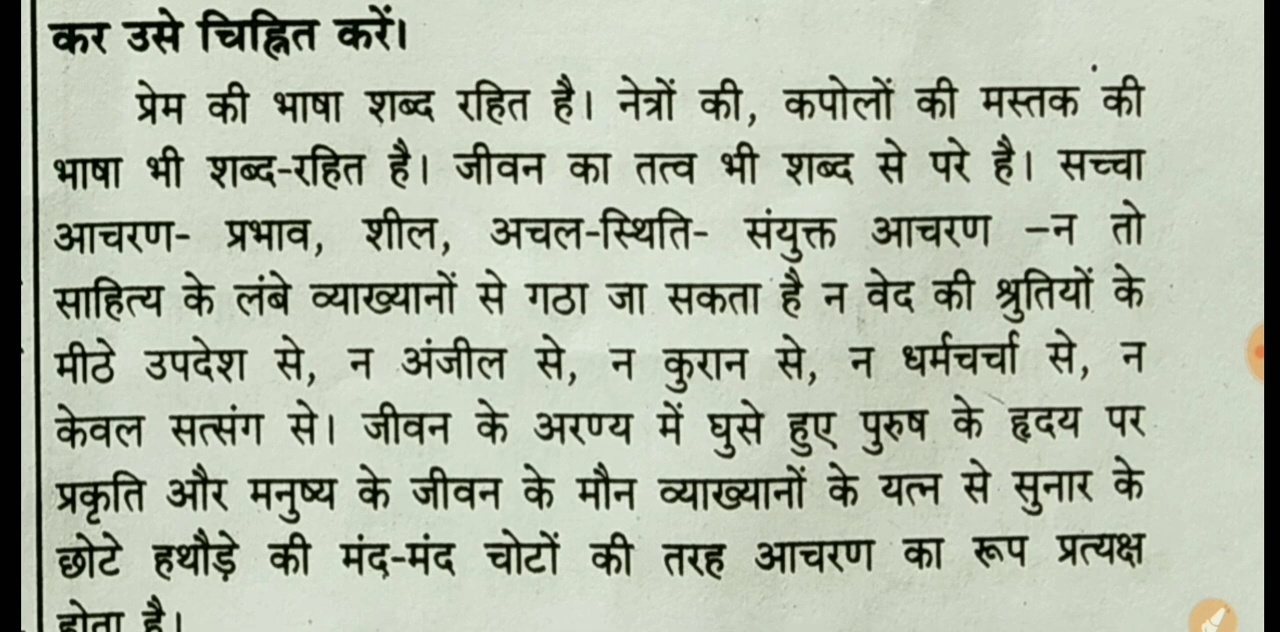 कर उसे चिह्नित करें।
प्रेम की भाषा शब्द रहित है। नेत्रों की, कपोलों की मस्तक की
भाषा भी शब्द-रहित है। जीवन का तत्व भी शब्द से परे है। सच्चा
आचरण- प्रभाव, शील, अचल-स्थिति- संयुक्त आचरण –न तो
साहित्य के लंबे व्याख्यानों से गठा जा सकता है न वेद की श्रुतियों के
मीठे उपदेश से, न अंजील से, न कुरान से, न धर्मचर्चा से, न
केवल सत्संग से। जीवन के अरण्य में घुसे हुए पुरुष के हृदय पर
प्रकृति और मनुष्य के जीवन के मौन व्याख्यानों के यत्न से सुनार के
छोटे हथौड़े की मंद-मंद चोटों की तरह आचरण का रूप प्रत्यक्ष
होता है।